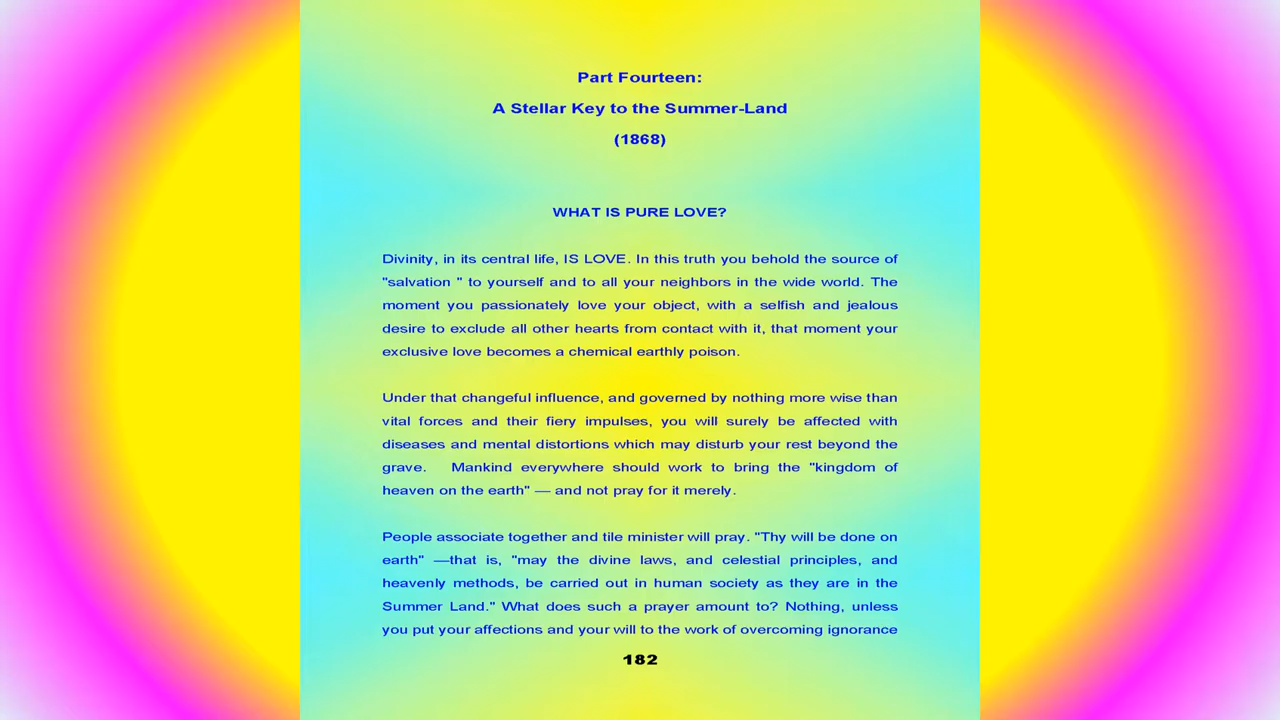 Part Fourteen:
A Stellar Key to the Summer-Land
(1868)
WHAT IS PURE LOVE?
Divinity, in its central life, IS LOVE. In this truth you behold the source of
"salvation " to yourself and to all your neighbors in the wide world. The
moment you passionately love your object, with a selfish and jealous
desire to exclude all other hearts from contact with it, that moment your
exclusive love becomes a chemical earthly poison.
Under that changeful influence, and governed by nothing more wise than
vital forces and their fiery impulses, you will surely be affected with
diseases and mental distortions which may disturb your rest beyond the
grave. Mankind everywhere should work to bring the "kingdom of
heaven on the earth" — and not pray for it merely.
People associate together and tile minister will pray. "Thy will be done on
earth" —that is, "may the divine laws, and celestial principles, and
heavenly methods, be carried out in human society as they are in the
Summer Land." What does such a prayer amount to? Nothing, unless
you put your affections and your will to the work of overcoming ignorance
182